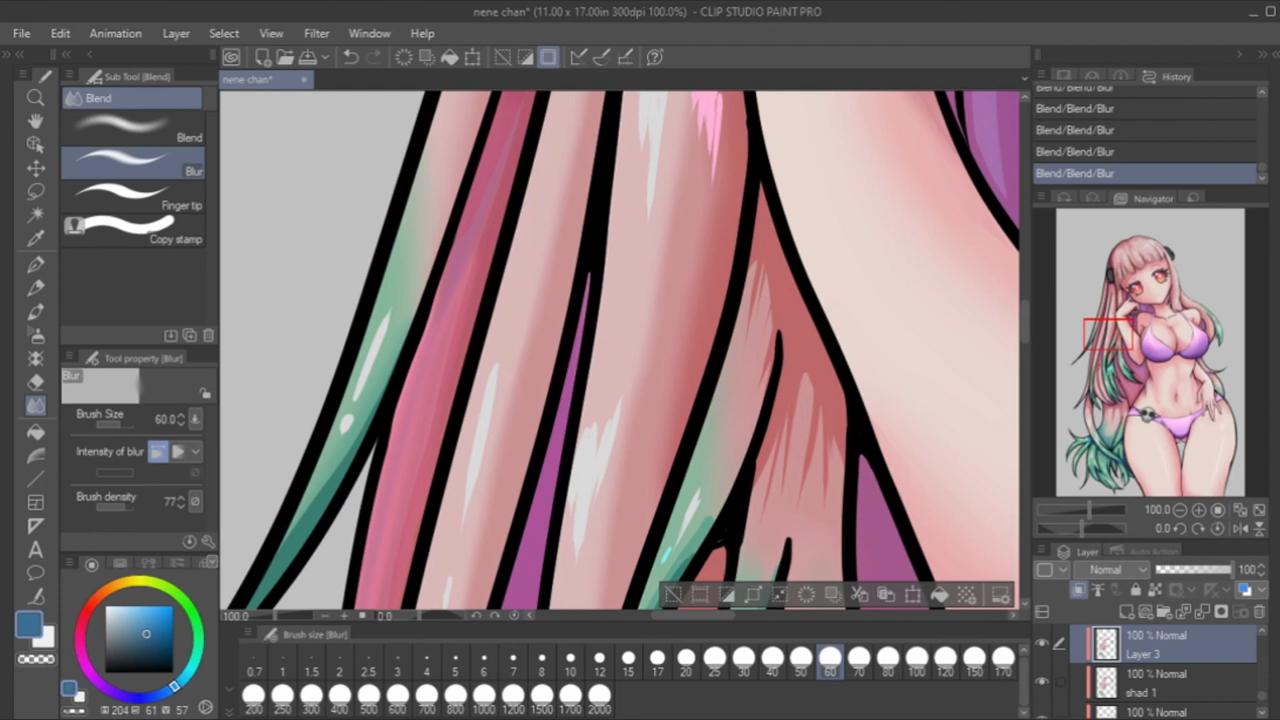 nene chan* (11.00 x 17.00in 300dpi 100.0%) - CLIP STUDIO PAINT PRO
File Edit Animation Layer Select View Filter Window Help
Sub Tool [Blend]
nene chan*
History
Blend
Blend/Blend/Blur
Blend/Blend/Blur
Blend
Blend/Blend/Blur
Blend/Blend/Blur
Blur
Blend/Blend/Blur
Navigator
Finger tip
Copy stamp
Tool property [Blur]
Blur
Brush Size 60.0
Intensity of blur
Brush density 77
100.0
0.0
Layer Auto Action
Normal 100
100.0 0.0
Brush size [Blur]
0.7 1 1.5 2 2.5 3 4 5 6 7 8 10 12 15 17 20 25 30 40 50 60 70 80 100 120 150 170
200 250 300 400 500 600 700 800 1000 1200 1500 1700 2000
100 % Normal
Layer 3
100 % Normal
shad 1
100 % Normal
204 61 57